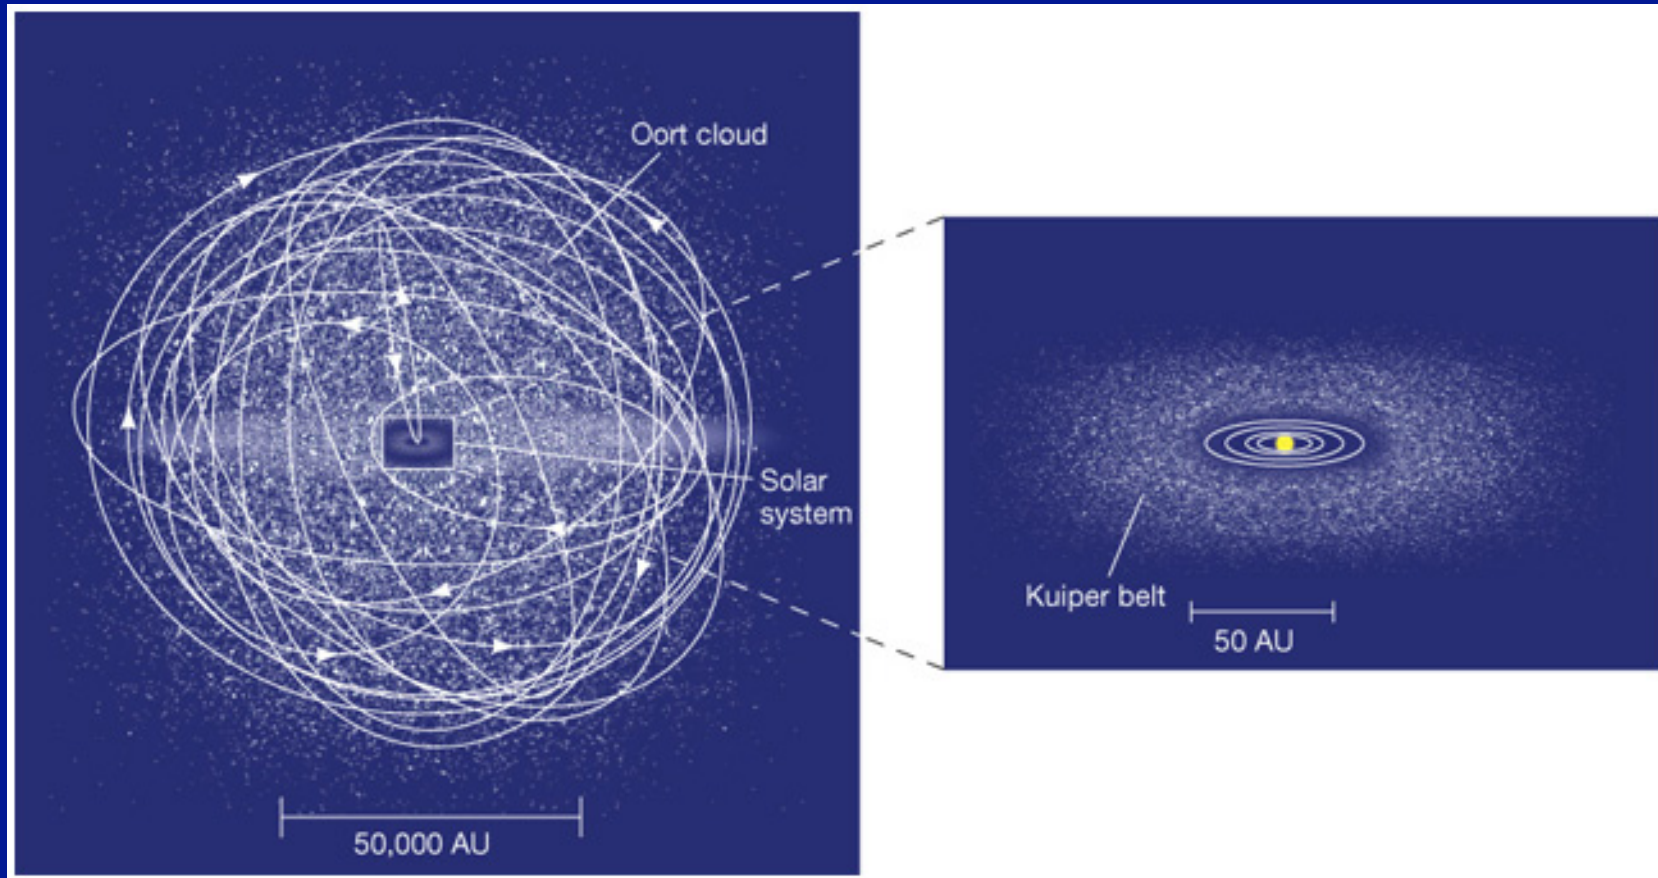 Oort cloud
Solar
system
50,000 AU
Kuiper belt
50 AU